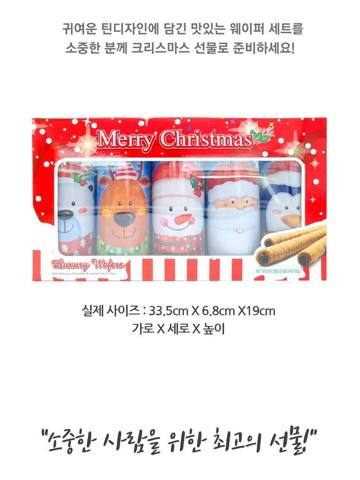 귀여운 틴디자인에 담긴 맛있는 웨이퍼 세트를
소중한 분께 크리스마스 선물로 준비하세요!
Merry Christmas
Luxury Wafers
실제 사이즈 : 33.5cm X 6.8cm X19cm
가로 X 세로 X 높이
"소중한 사람을 위한 최고의 선물!"